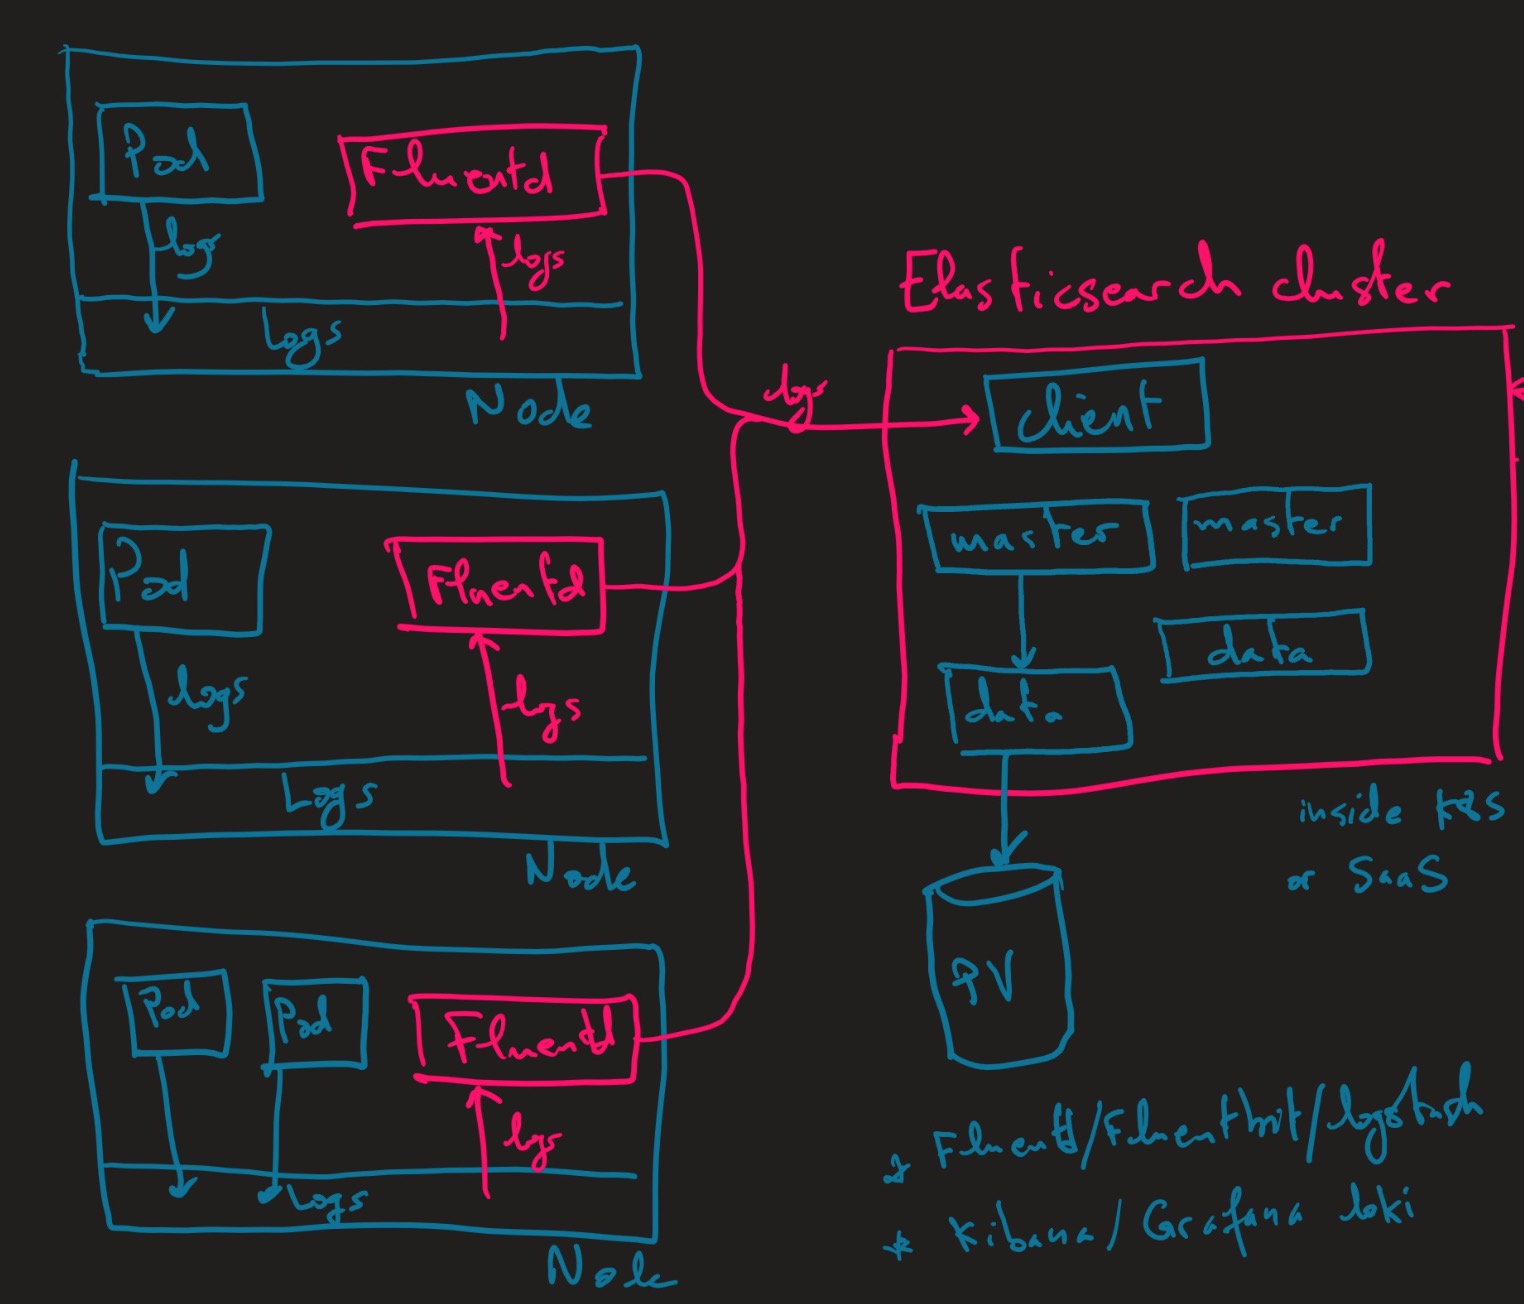 Pod
Fluentd
logs
logs
Logs
Node
Pod
Fluentd
logs
logs
Logs
Node
Pod
Pod
Fluentd
logs
Logs
Node
logs
Elasticsearch cluster
client
master
master
data
data
inside K8S
or SaaS
PV
* Fluentd/Fluentbit/logstash
* Kibana/Grafana loki